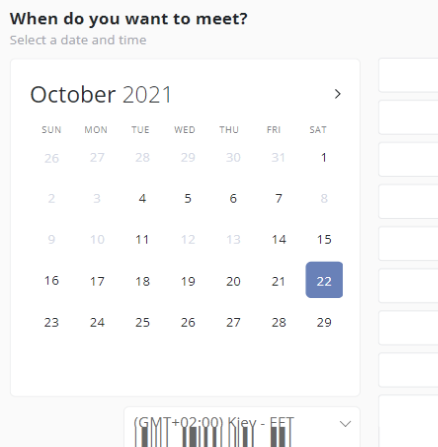 When do you want to meet?
Select a date and time
October 2021
SUN MON TUE WED THU FRI SAT
26 27 28 29 30 31 1
2 3 4 5 6 7 8
9 10 11 12 13 14 15
16 17 18 19 20 21 22
23 24 25 26 27 28 29
(GMT+02:00) Kiev - EET